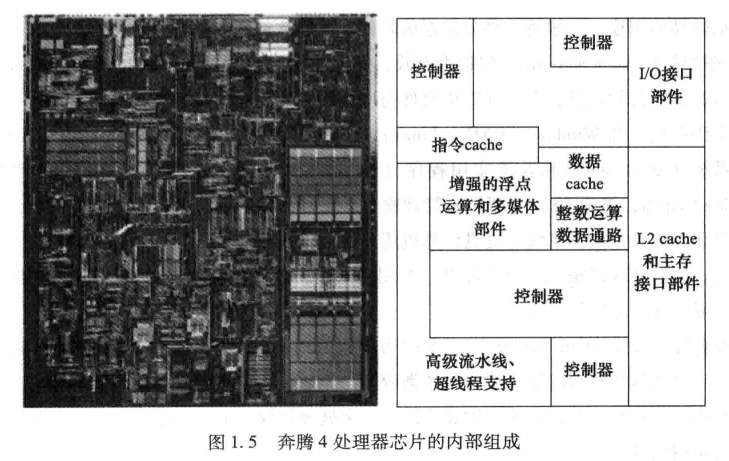 控制器
控制器
I/O接口
部件
指令cache
数据
cache
增强的浮点
运算和多媒体
部件
整数运算
数据通路
L2 cache
和主存
接口部件
控制器
高级流水线、
超线程支持
控制器
图1.5 奔腾4处理器芯片的内部组成